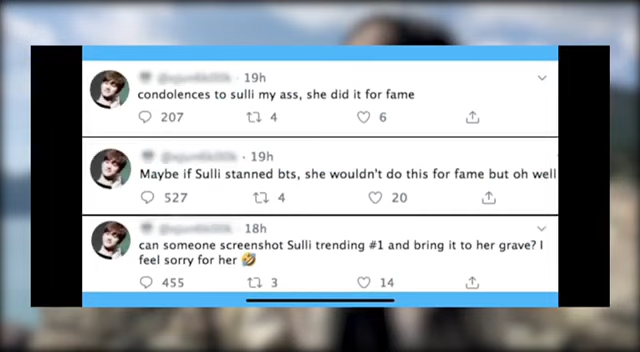 · 19h
condolences to sulli my ass, she did it for fame
207 4 6
· 19h
Maybe if Sulli stanned bts, she wouldn't do this for fame but oh well
527 4 20
18h
can someone screenshot Sulli trending #1 and bring it to her grave? I
feel sorry for her 🤣
455 3 14